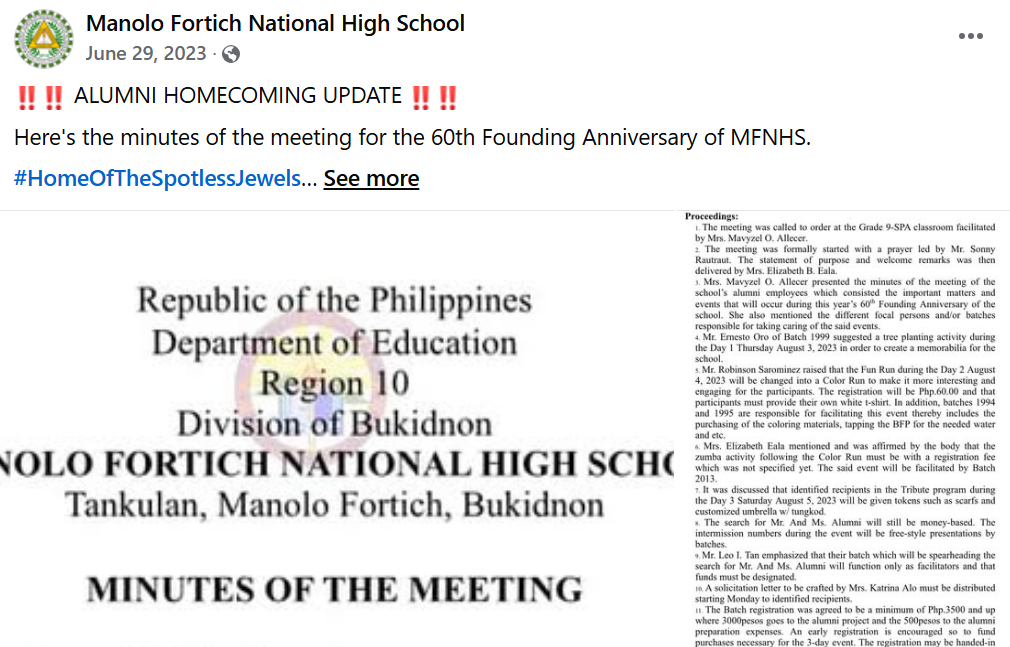 Manolo Fortich National High School
June 29, 2023 ·
‼️ ‼️ ALUMNI HOMECOMING UPDATE ‼️ ‼️
Here's the minutes of the meeting for the 60th Founding Anniversary of MFNHS.
#HomeOfTheSpotlessJewels... See more
Republic of the Philippines
Department of Education
Region 10
Division of Bukidnon
NOLO FORTICH NATIONAL HIGH SCHO
Tankulan, Manolo Fortich, Bukidnon
MINUTES OF THE MEETING
Proceedings:
1. The meeting was called to order at the Grade 9-SPA classroom facilitated
by Mrs. Mavyzel O. Allecer.
2. The meeting was formally started with a prayer led by Mr. Sonny
Rautraut. The statement of purpose and welcome remarks was then
delivered by Mrs. Elizabeth B. Eala.
3. Mrs. Mavyzel O. Allecer presented the minutes of the meeting of the
school's alumni employees which consisted the important matters and
events that will occur during this year's 60th Founding Anniversary of the
school. She also mentioned the different focal persons and/or batches
responsible for taking caring of the said events.
4. Mr. Ernesto Oro of Batch 1999 suggested a tree planting activity during
the Day 1 Thursday August 3, 2023 in order to create a memorabilia for the
school.
5. Mr. Robinson Sarominez raised that the Fun Run during the Day 2 August
4, 2023 will be changed into a Color Run to make it more interesting and
engaging for the participants. The registration will be Php.60.00 and that
participants must provide their own white t-shirt. In addition, batches 1994
and 1995 are responsible for facilitating this event thereby includes the
purchasing of the coloring materials, tapping the BFP for the needed water
and etc.
6. Mrs. Elizabeth Eala mentioned and was affirmed by the body that the
zumba activity following the Color Run must be with a registration fee
which was not specified yet. The said event will be facilitated by Batch
2013.
7. It was discussed that identified recipients in the Tribute program during
the Day 3 Saturday August 5, 2023 will be given tokens such as scarfs and
customized umbrella w/ tungkod.
8. The search for Mr. And Ms. Alumni will still be money-based. The
intermission numbers during the event will be free-style presentations by
batches.
9. Mr. Leo I. Tan emphasized that their batch which will be spearheading the
search for Mr. And Ms. Alumni will function only as facilitators and that
funds must be designated.
10. A solicitation letter to be crafted by Mrs. Katrina Alo must be distributed
starting Monday to identified recipients.
11. The Batch registration was agreed to be a minimum of Php.3500 and up
where 3000pesos goes to the alumni project and the 500pesos to the alumni
preparation expenses. An early registration is encouraged so to fund
purchases necessary for the 3-day event. The registration may be handed-in